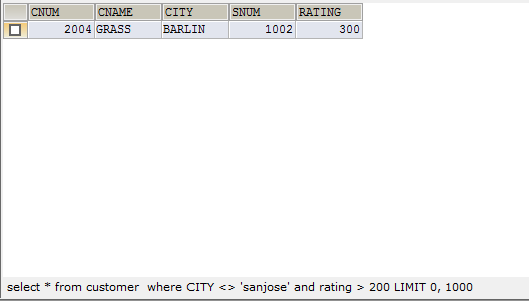 CNUM CNAME CITY SNUM RATING
2004 GRASS BARLIN 1002 300
select * from customer  where CITY <> 'sanjose' and rating > 200 LIMIT 0, 1000